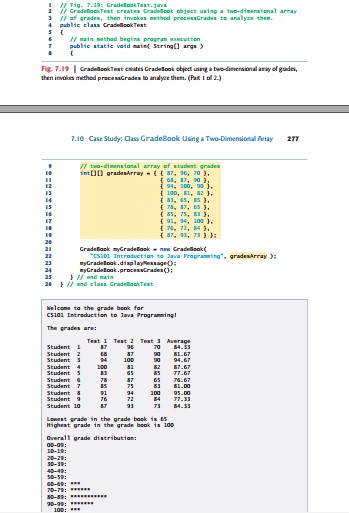 1 // Fig. 7.19: GradeBookTest.java
2 // GradeBookTest creates GradeBook object using a two-dimensional array
3 // of grades, then invokes method processGrades to analyze them.
4 public class GradeBookTest
5 {
6 // main method begins program execution
7 public static void main( String[] args )
8 {
Fig. 7.19 | GradeBookTest creates GradeBook object using a two-dimensional array of grades,
then invokes method processGrades to analyze them. (Part 1 of 2.)
7.10 Case Study: Class GradeBook Using a Two-Dimensional Array 277
9 // two-dimensional array of student grades
10 int[][] gradesArray = { { 87, 96, 70 },
11 { 68, 87, 90 },
12 { 94, 100, 90 },
13 { 100, 81, 82 },
14 { 83, 65, 85 },
15 { 78, 87, 65 },
16 { 85, 75, 83 },
17 { 91, 94, 100 },
18 { 76, 72, 84 },
19 { 87, 93, 73 } };
20
21 GradeBook myGradeBook = new GradeBook(
22 "CS101 Introduction to Java Programming", gradesArray );
23 myGradeBook.displayMessage();
24 myGradeBook.processGrades();
25 } // end main
26 } // end class GradeBookTest
Welcome to the grade book for
CS101 Introduction to Java Programming!
The grades are:
Test 1 Test 2 Test 3 Average
Student 1 87 96 70 84.33
Student 2 68 87 90 81.67
Student 3 94 100 90 94.67
Student 4 100 81 82 87.67
Student 5 83 65 85 77.67
Student 6 78 87 65 76.67
Student 7 85 75 83 81.00
Student 8 91 94 100 95.00
Student 9 76 72 84 77.33
Student 10 87 93 73 84.33
Lowest grade in the grade book is 65
Highest grade in the grade book is 100
Overall grade distribution:
00-09:
10-19:
20-29:
30-39:
40-49:
50-59:
60-69: ***
70-79: ******
80-89: ***********
90-99: *******
100: ***